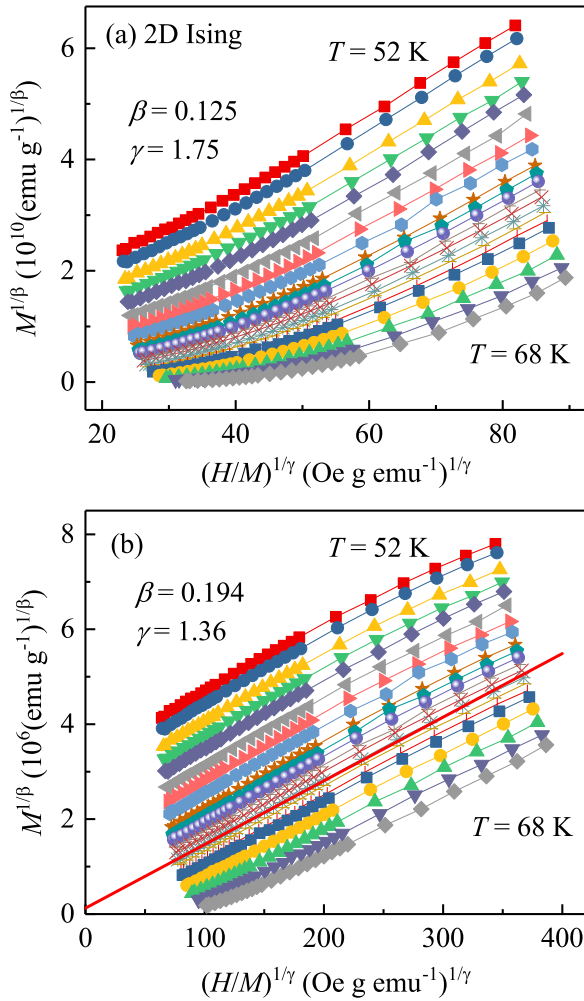 (a) 2D Ising
T = 52 K
β = 0.125
γ = 1.75
T = 68 K
M^{1/β} (10^{10}(emu g^{-1})^{1/β})
6
4
2
0
20 40 60 80
(H/M)^{1/γ} (Oe g emu^{-1})^{1/γ}
(b)
T = 52 K
β = 0.194
γ = 1.36
T = 68 K
M^{1/β} (10^{6}(emu g^{-1})^{1/β})
8
6
4
2
0
0 100 200 300 400
(H/M)^{1/γ} (Oe g emu^{-1})^{1/γ}